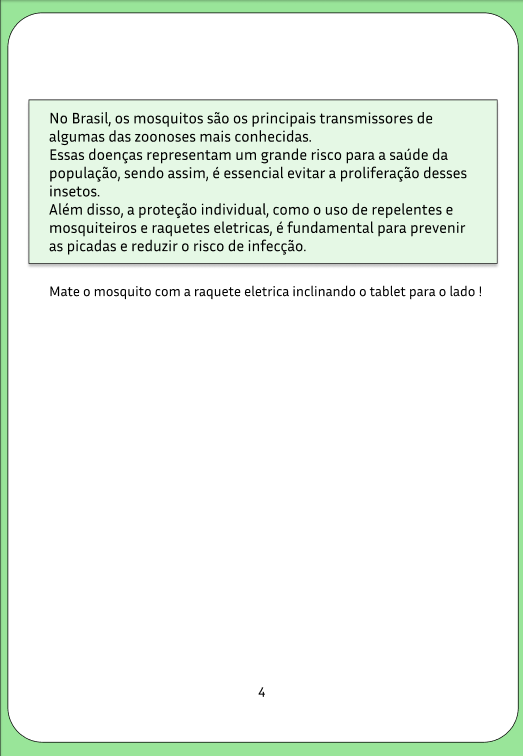 No Brasil, os mosquitos são os principais transmissores de
algumas das zoonoses mais conhecidas.
Essas doenças representam um grande risco para a saúde da
população, sendo assim, é essencial evitar a proliferação desses
insetos.
Além disso, a proteção individual, como o uso de repelentes e
mosquiteiros e raquetes eletricas, é fundamental para prevenir
as picadas e reduzir o risco de infecção.
Mate o mosquito com a raquete eletrica inclinando o tablet para o lado !
4